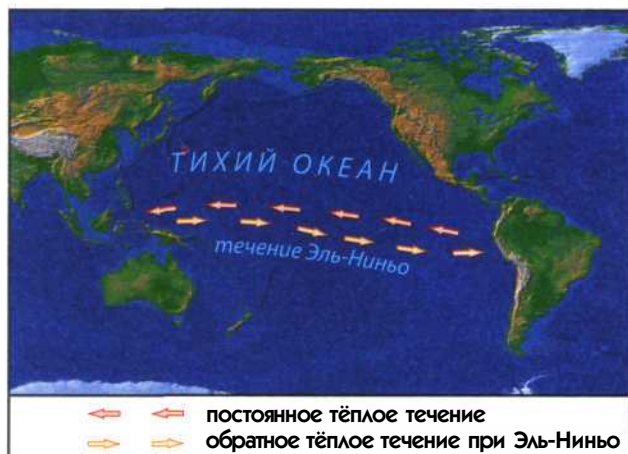 ТИХИЙ ОКЕАН
течение Эль-Ниньо
постоянное тёплое течение
обратное тёплое течение при Эль-Ниньо